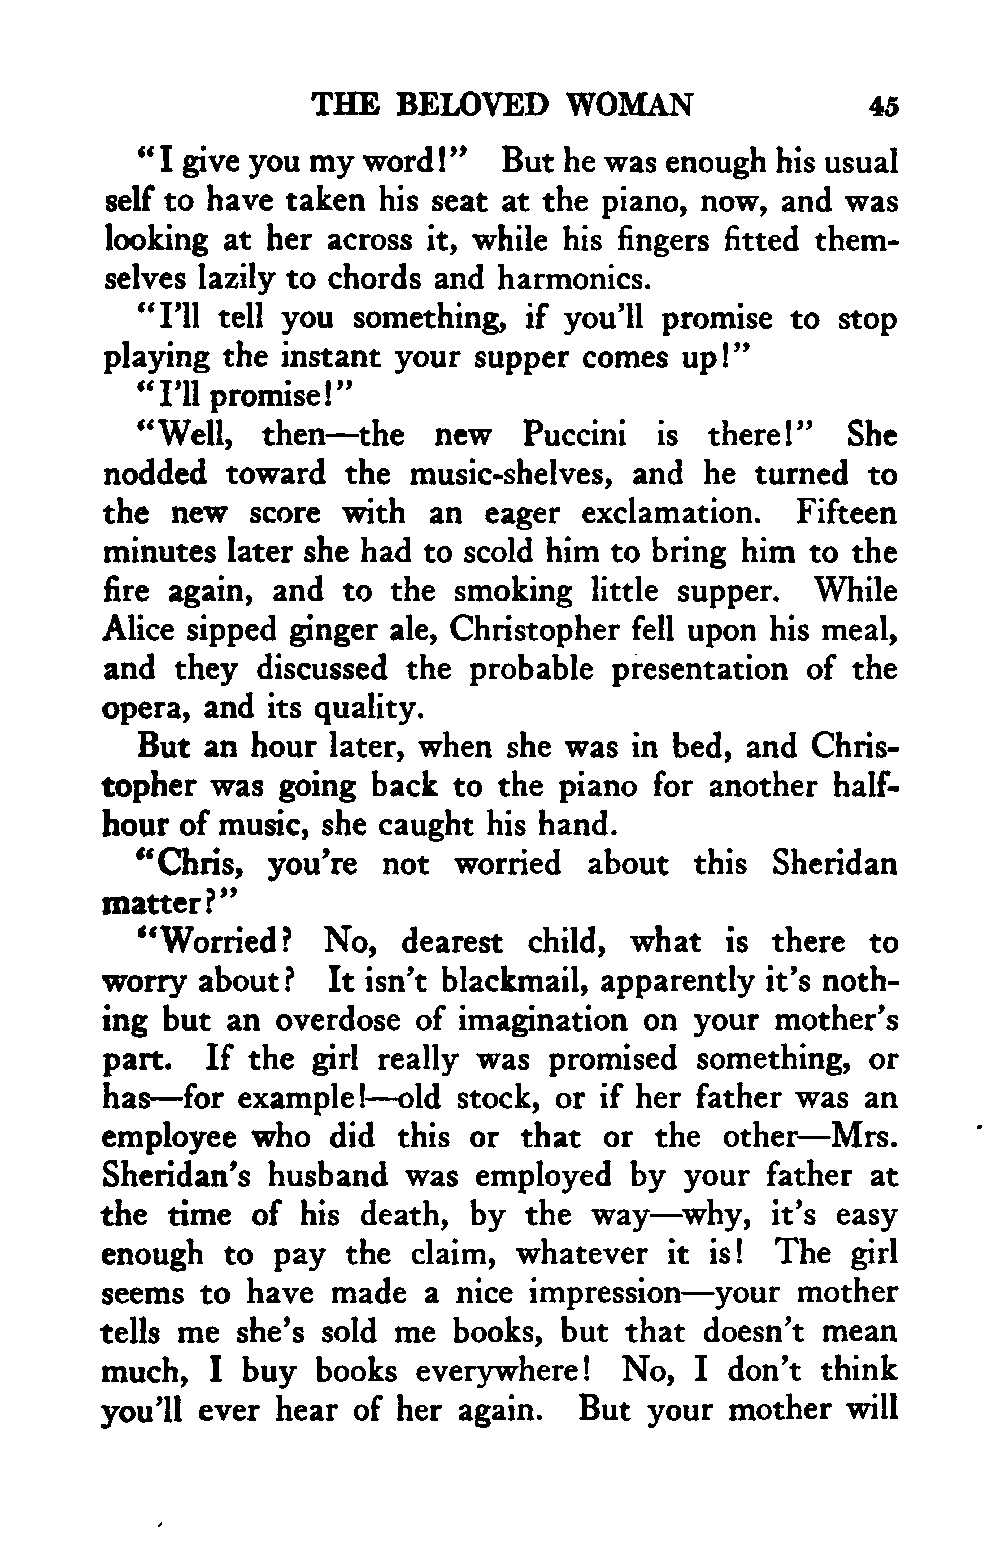 THE BELOVED WOMAN 45
"I give you my word!" But he was enough his usual
self to have taken his seat at the piano, now, and was
looking at her across it, while his fingers fitted them-
selves lazily to chords and harmonics.
"I'll tell you something, if you'll promise to stop
playing the instant your supper comes up!"
"I'll promise!"
"Well, then—the new Puccini is there!" She
nodded toward the music-shelves, and he turned to
the new score with an eager exclamation. Fifteen
minutes later she had to scold him to bring him to the
fire again, and to the smoking little supper. While
Alice sipped ginger ale, Christopher fell upon his meal,
and they discussed the probable presentation of the
opera, and its quality.
But an hour later, when she was in bed, and Chris-
topher was going back to the piano for another half-
hour of music, she caught his hand.
"Chris, you're not worried about this Sheridan
matter?"
"Worried? No, dearest child, what is there to
worry about? It isn't blackmail, apparently it's noth-
ing but an overdose of imagination on your mother's
part. If the girl really was promised something, or
has—for example!—old stock, or if her father was an
employee who did this or that or the other—Mrs.
Sheridan's husband was employed by your father at
the time of his death, by the way—why, it's easy
enough to pay the claim, whatever it is! The girl
seems to have made a nice impression—your mother
tells me she's sold me books, but that doesn't mean
much, I buy books everywhere! No, I don't think
you'll ever hear of her again. But your mother will